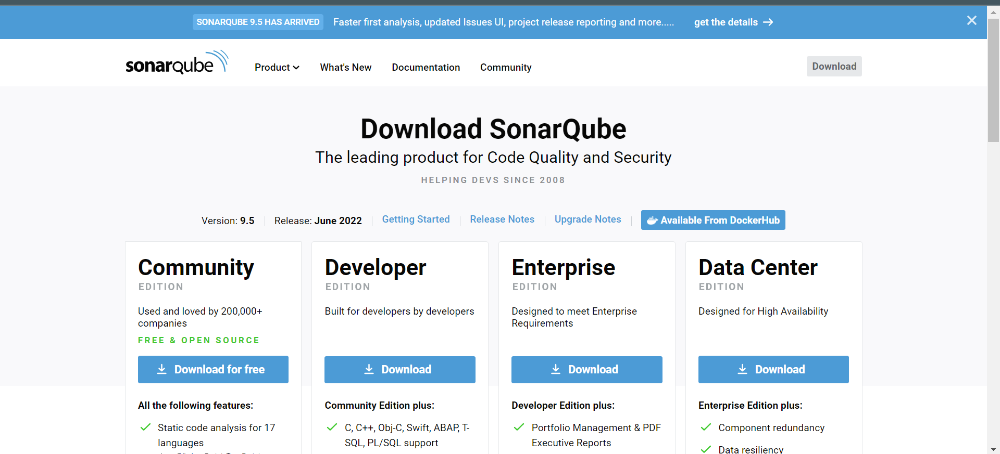 SONARQUBE 9.5 HAS ARRIVED Faster first analysis, updated Issues UI, project release reporting and more..... get the details
sonarqube Product What's New Documentation Community Download
Download SonarQube
The leading product for Code Quality and Security
HELPING DEVS SINCE 2008
Version: 9.5 Release: June 2022 Getting Started Release Notes Upgrade Notes Available From DockerHub
Community
EDITION
Used and loved by 200,000+
companies
FREE & OPEN SOURCE
Download for free
All the following features:
Static code analysis for 17
languages
Developer
EDITION
Built for developers by developers
Download
Community Edition plus:
C, C++, Obj-C, Swift, ABAP, T-
SQL, PL/SQL support
Enterprise
EDITION
Designed to meet Enterprise
Requirements
Download
Developer Edition plus:
Portfolio Management & PDF
Executive Reports
Data Center
EDITION
Designed for High Availability
Download
Enterprise Edition plus:
Component redundancy
Data resiliency